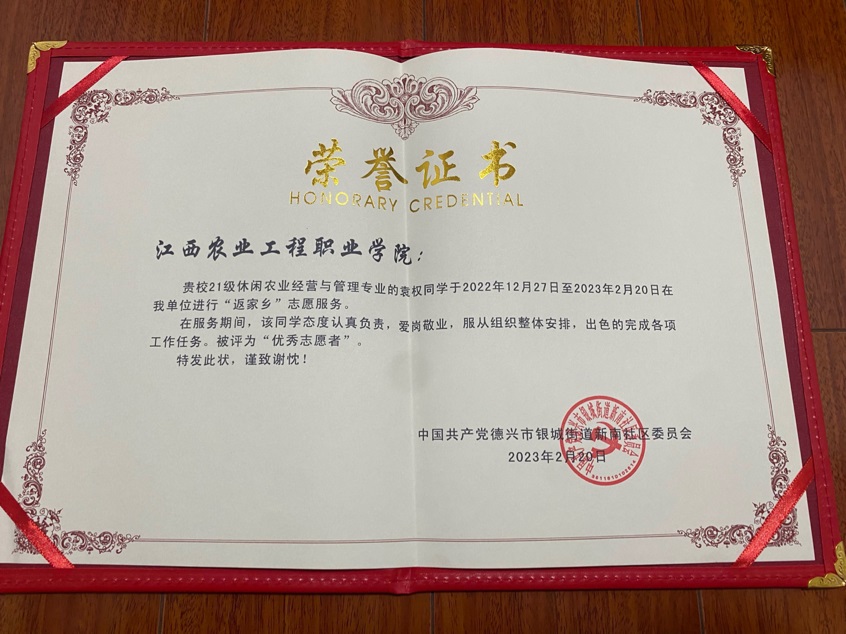 荣誉证书
HONORARY CREDENTIAL
江西农业工程职业学院：
贵校21级休闲农业经营与管理专业的袁权同学于2022年12月27日至2023年2月20日在
我单位进行“返家乡”志愿服务。
在服务期间，该同学态度认真负责，爱岗敬业，服从组织整体安排，出色的完成各项
工作任务。被评为“优秀志愿者”。
特发此状，谨致谢忱！
中国共产党德兴市银城街道新南社区委员会
2023年2月20日